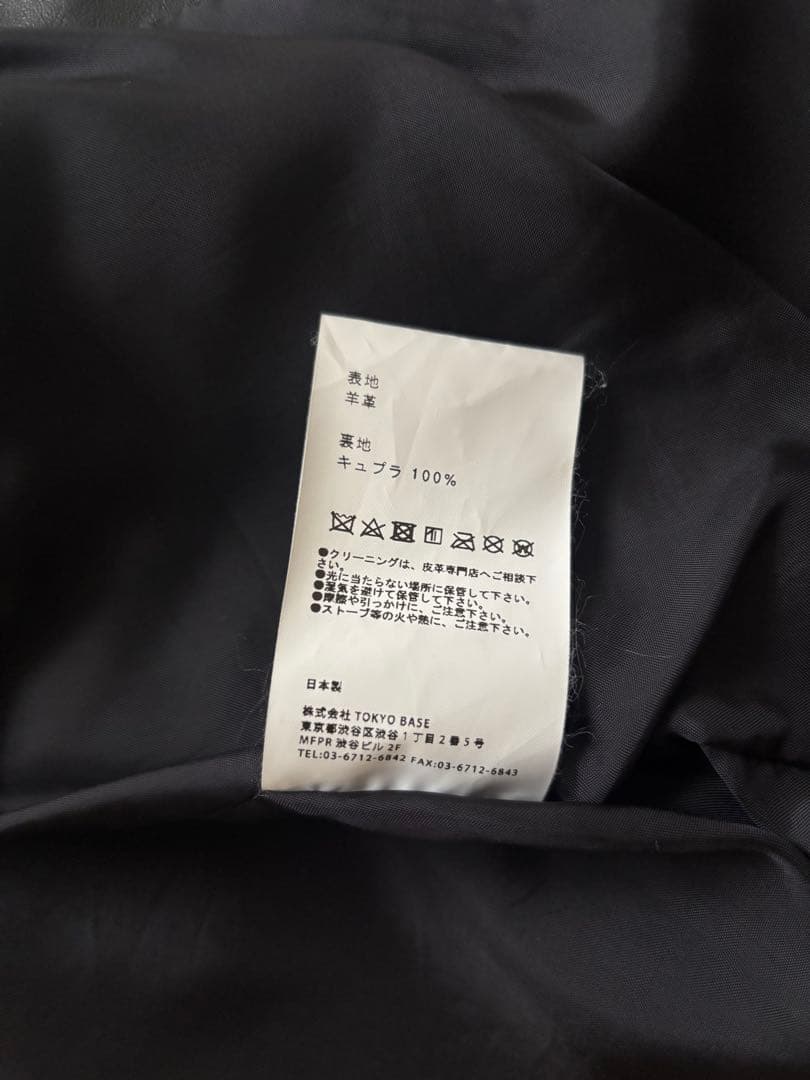 表地
羊革
裏地
キュプラ 100%
●クリーニングは、皮革専門店へご相談下
さい。
●光に当たらない場所に保管して下さい。
●湿気を避けて保管して下さい。
●摩擦や引っかけに、ご注意下さい。
●ストーブ等の火や熱に、ご注意下さい。
日本製
株式会社 TOKYO BASE
東京都渋谷区渋谷1丁目2番5号
MFPR 渋谷ビル 2F
TEL:03-6712-6842 FAX:03-6712-6843